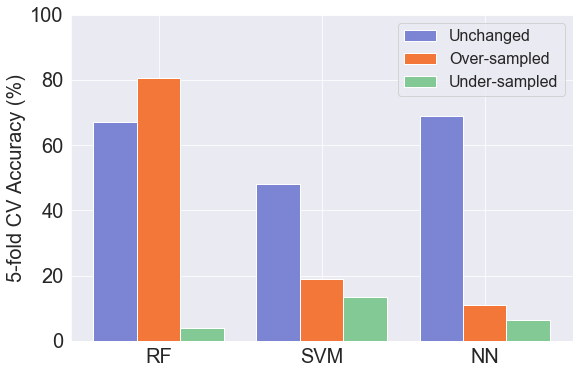 5-fold CV Accuracy (%)
100
80
60
40
20
0
Unchanged
Over-sampled
Under-sampled
RF
SVM
NN